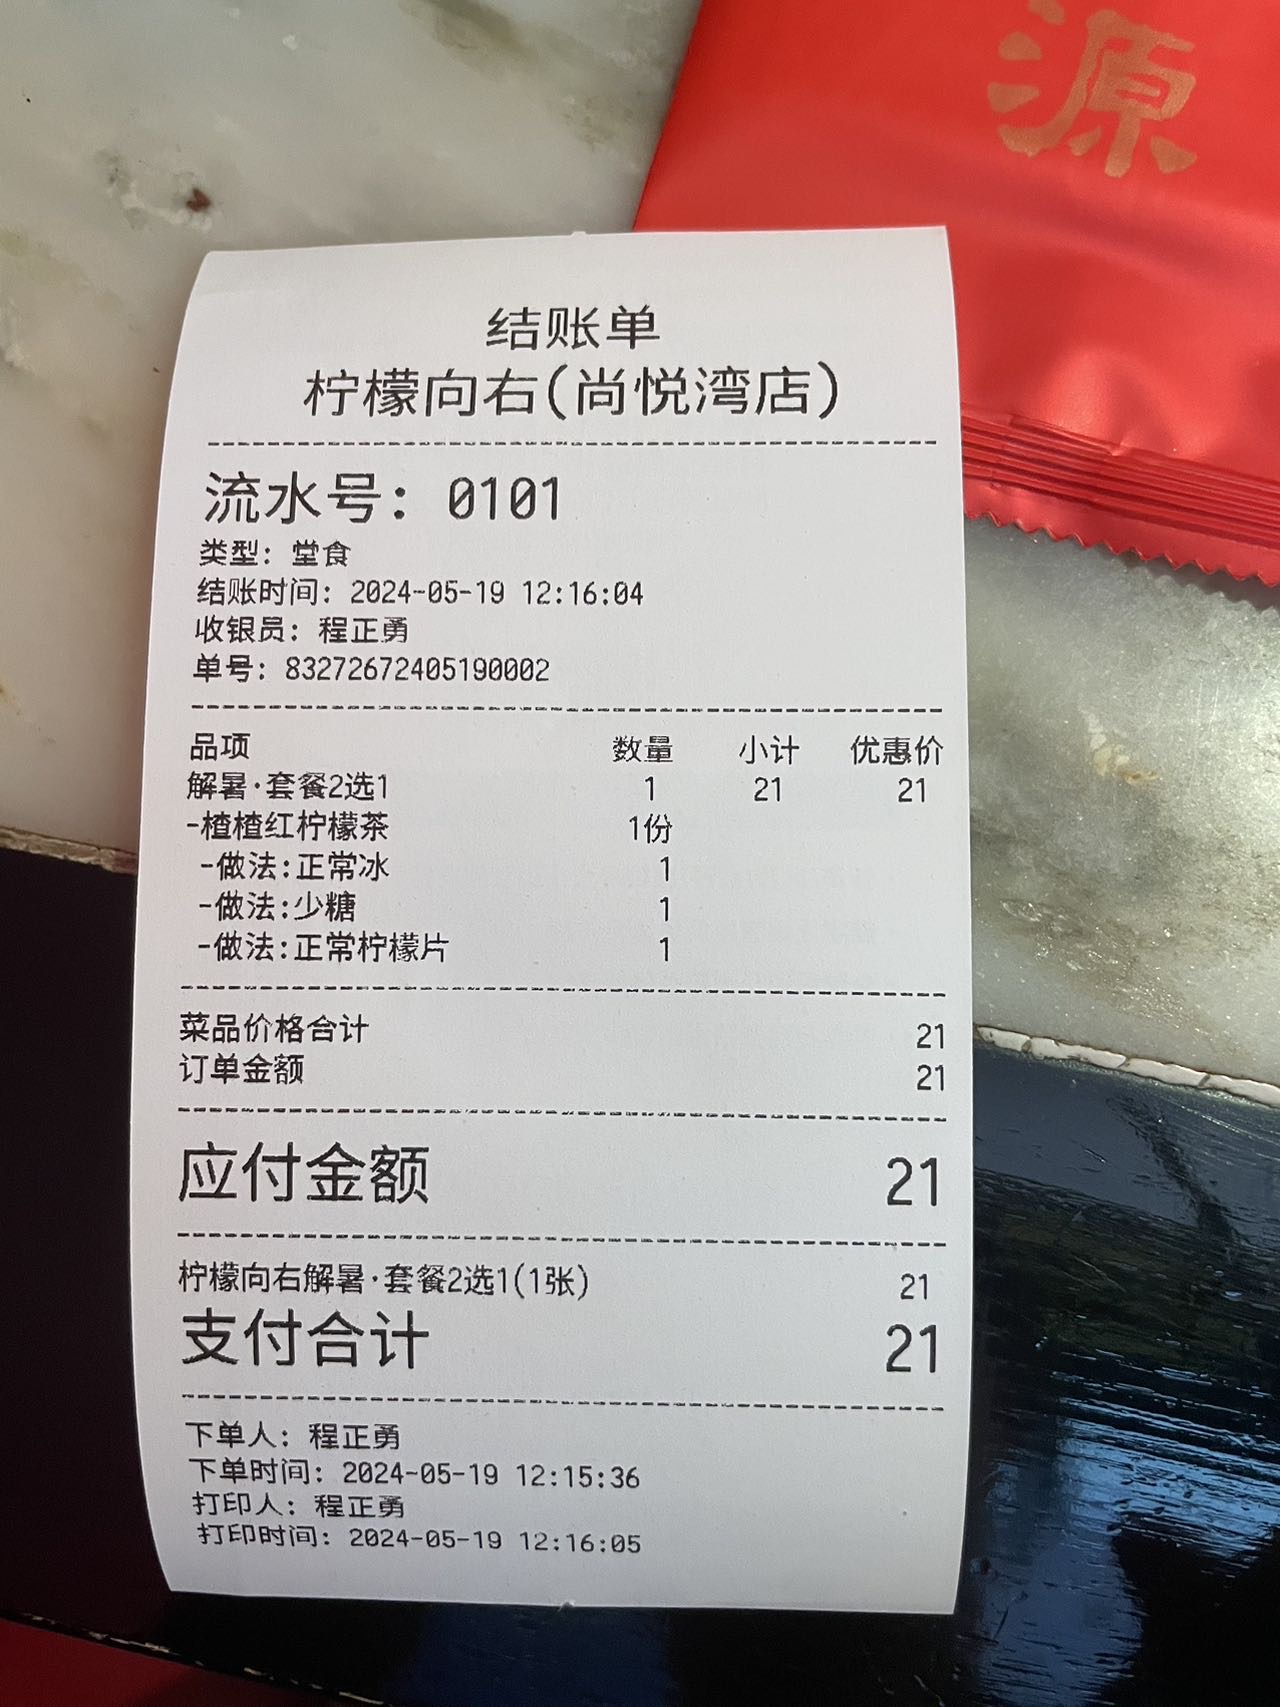 源
结账单
柠檬向右(尚悦湾店)
流水号: 0101
类型: 堂食
结账时间: 2024-05-19 12:16:04
收银员: 程正勇
单号: 83272672405190002
品项 数量 小计 优惠价
解暑·套餐2选1 1 21 21
-楂楂红柠檬茶 1份
-做法:正常冰 1
-做法:少糖 1
-做法:正常柠檬片 1
菜品价格合计 21
订单金额 21
应付金额 21
柠檬向右解暑·套餐2选1(1张) 21
支付合计 21
下单人: 程正勇
下单时间: 2024-05-19 12:15:36
打印人: 程正勇
打印时间: 2024-05-19 12:16:05